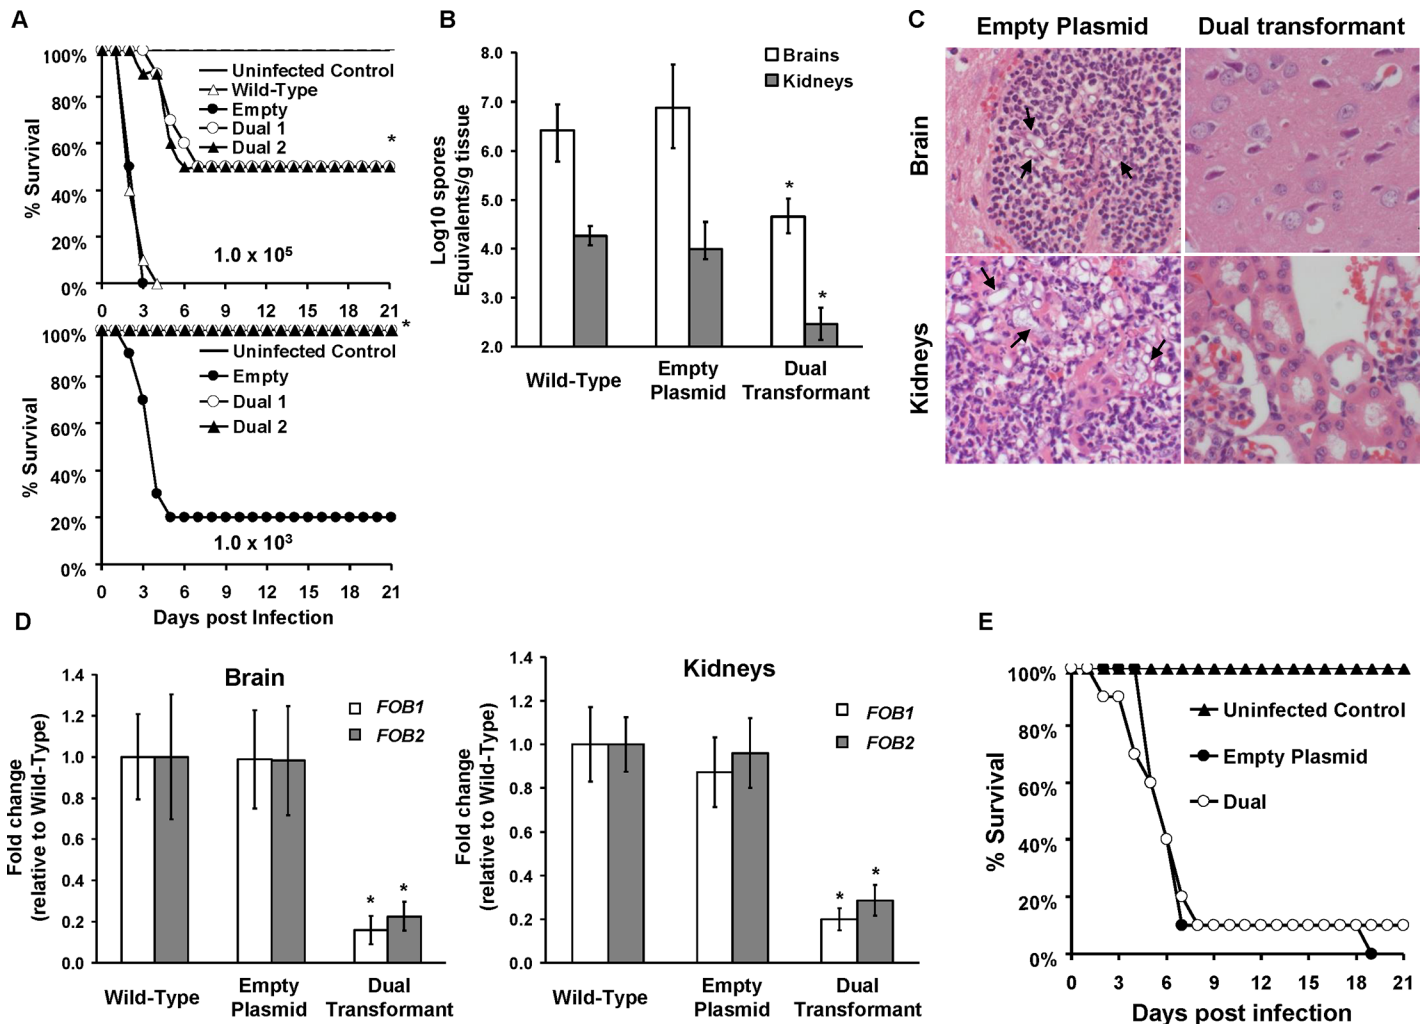 A
100%
80%
60%
40%
20%
0%
% Survival
Uninfected Control
Wild-Type
Empty
Dual 1
Dual 2
*
1.0 x 10⁵
0 3 6 9 12 15 18 21
100%
80%
60%
40%
20%
0%
% Survival
*
Uninfected Control
Empty
Dual 1
Dual 2
1.0 x 10³
0 3 6 9 12 15 18 21
Days post Infection
B
8.0
7.0
6.0
5.0
4.0
3.0
2.0
Log10 spores
Equivalents/g tissue
Brains
Kidneys
*
*
Wild-Type
Empty
Plasmid
Dual
Transformant
C
Empty Plasmid
Dual transformant
Brain
Kidneys
D
Brain
1.4
1.2
1.0
0.8
0.6
0.4
0.2
0.0
Fold change
(relative to Wild-Type)
FOB1
FOB2
*
*
Wild-Type
Empty
Plasmid
Dual
Transformant
Kidneys
1.4
1.2
1.0
0.8
0.6
0.4
0.2
0.0
Fold change
(relative to Wild-Type)
FOB1
FOB2
*
*
Wild-Type
Empty
Plasmid
Dual
Transformant
E
100%
80%
60%
40%
20%
0%
% Survival
Uninfected Control
Empty Plasmid
Dual
0 3 6 9 12 15 18 21
Days post infection